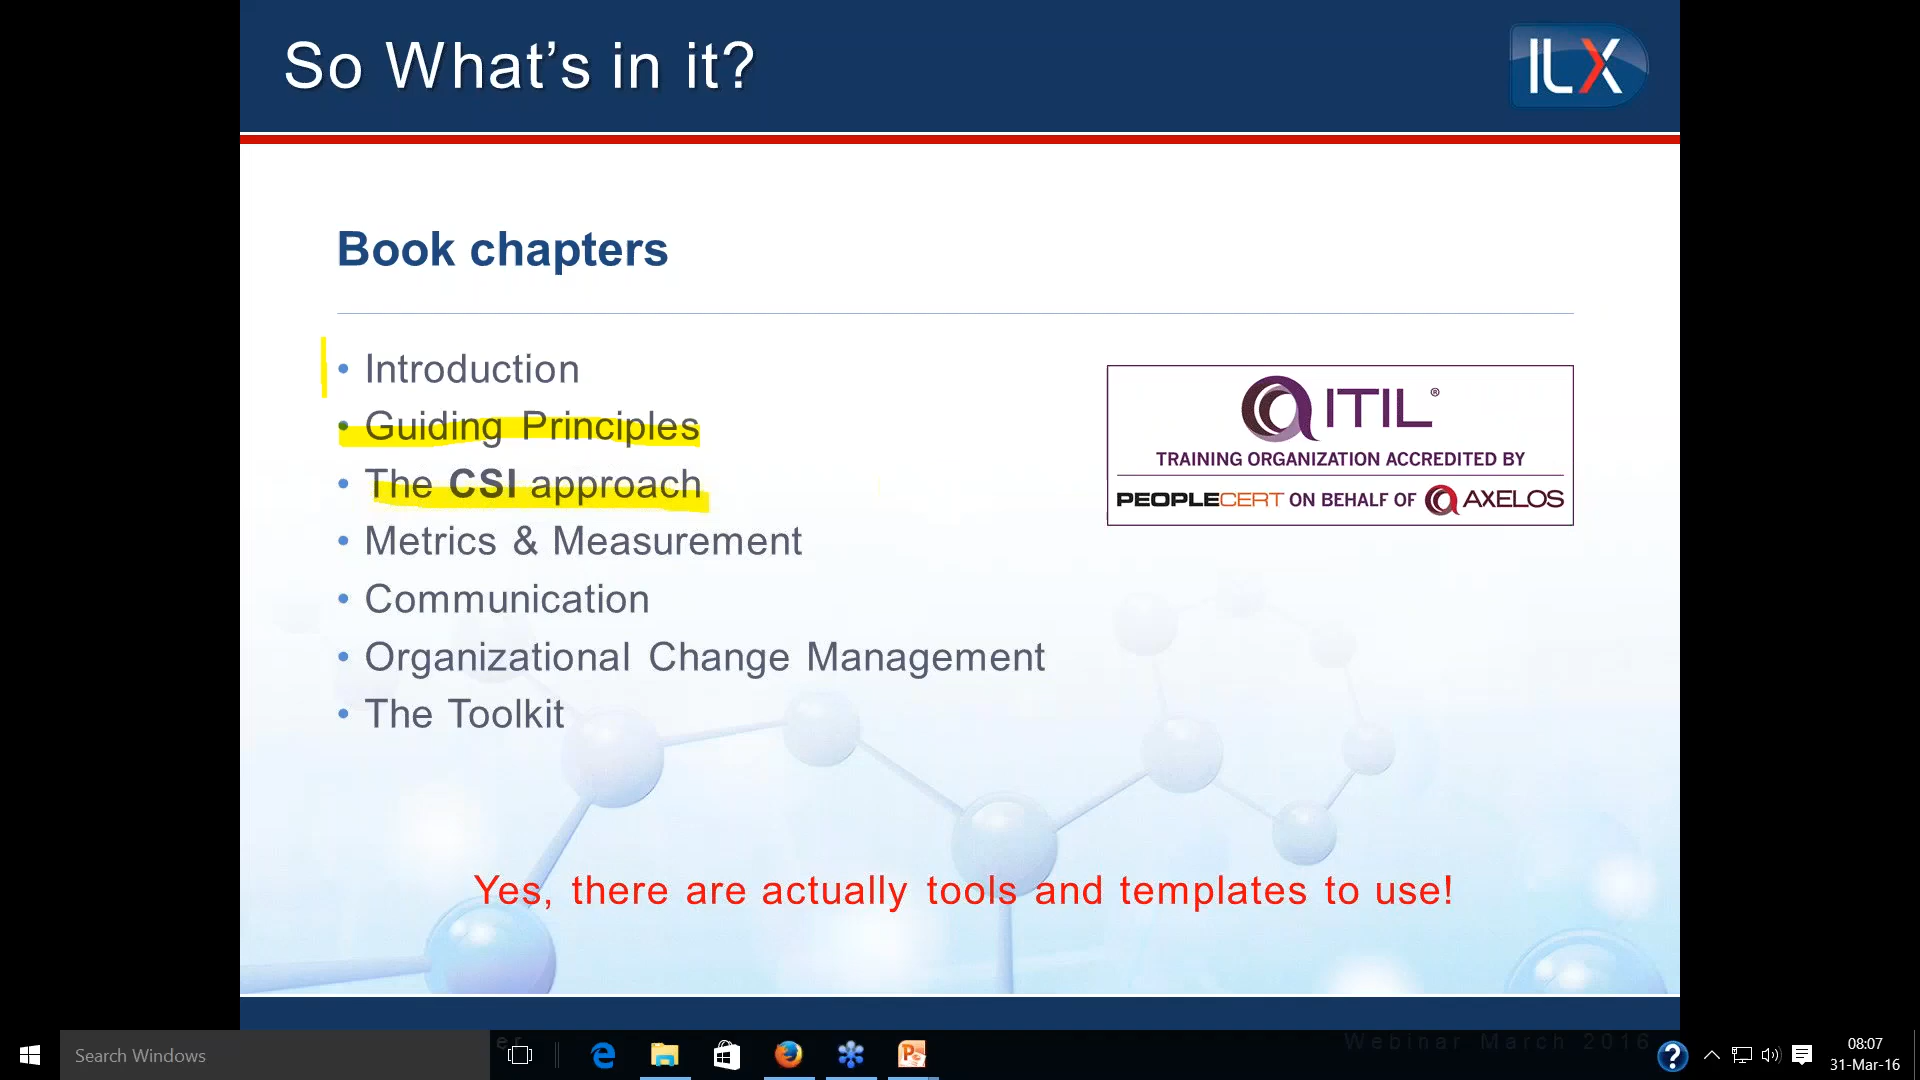 So What’s in it?
ILX
Book chapters
• Introduction
• Guiding Principles
• The CSI approach
• Metrics & Measurement
• Communication
• Organizational Change Management
• The Toolkit
ITIL®
TRAINING ORGANIZATION ACCREDITED BY
PEOPLECERT ON BEHALF OF AXELOS
Yes, there are actually tools and templates to use!
Webinar March 2016
Search Windows
08:07
31-Mar-16